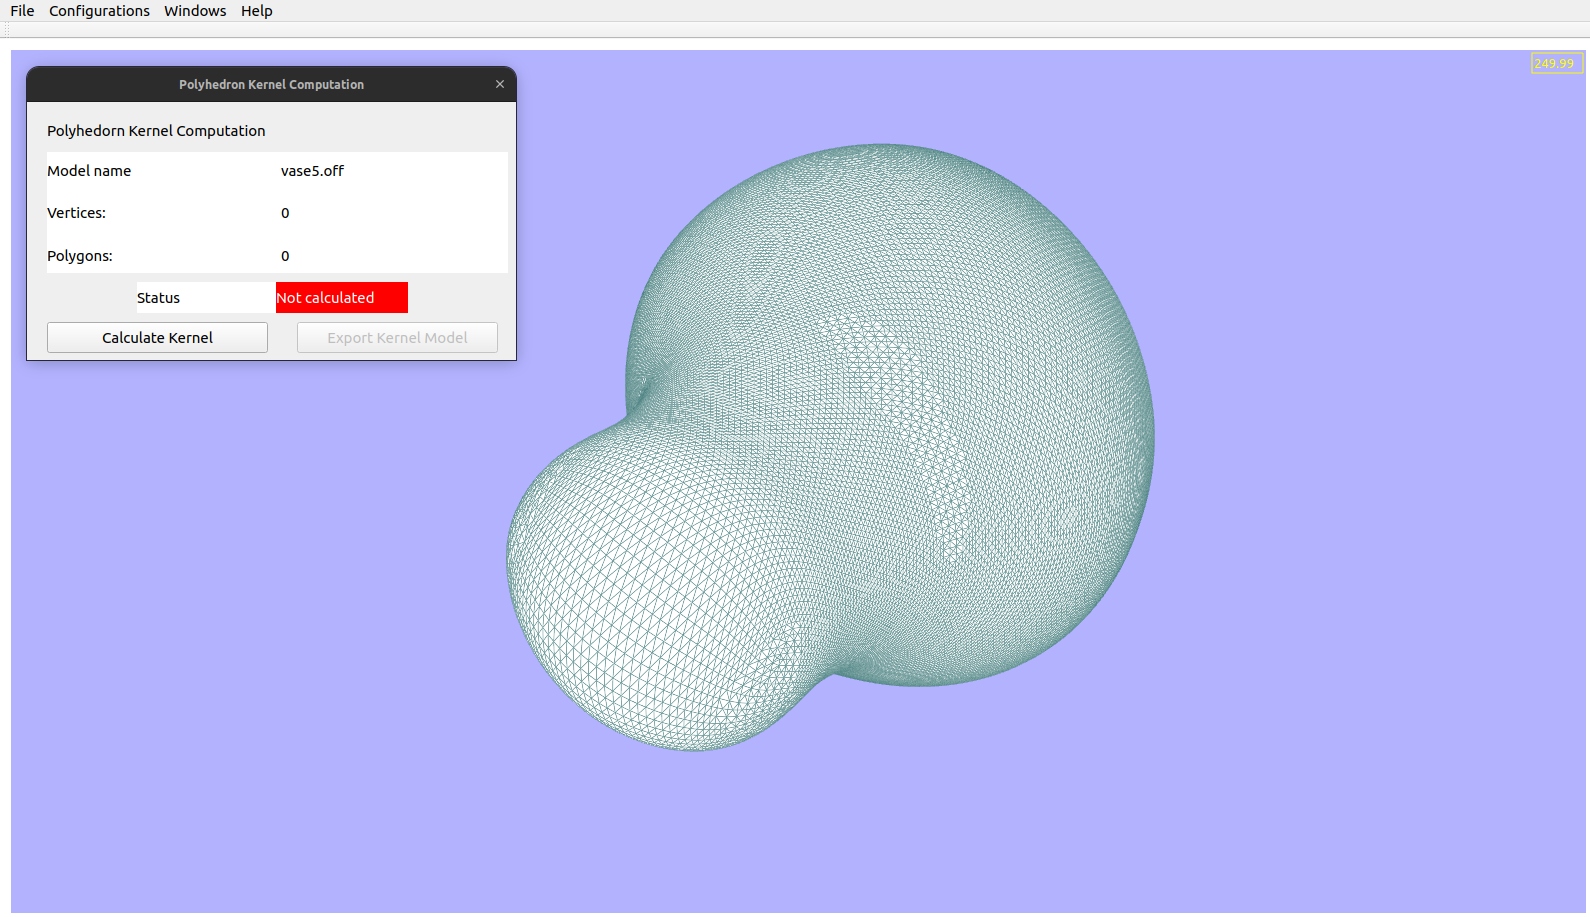 File Configurations Windows Help
249.99
Polyhedron Kernel Computation
Polyhedorn Kernel Computation
Model name vase5.off
Vertices: 0
Polygons: 0
Status Not calculated
Calculate Kernel Export Kernel Model